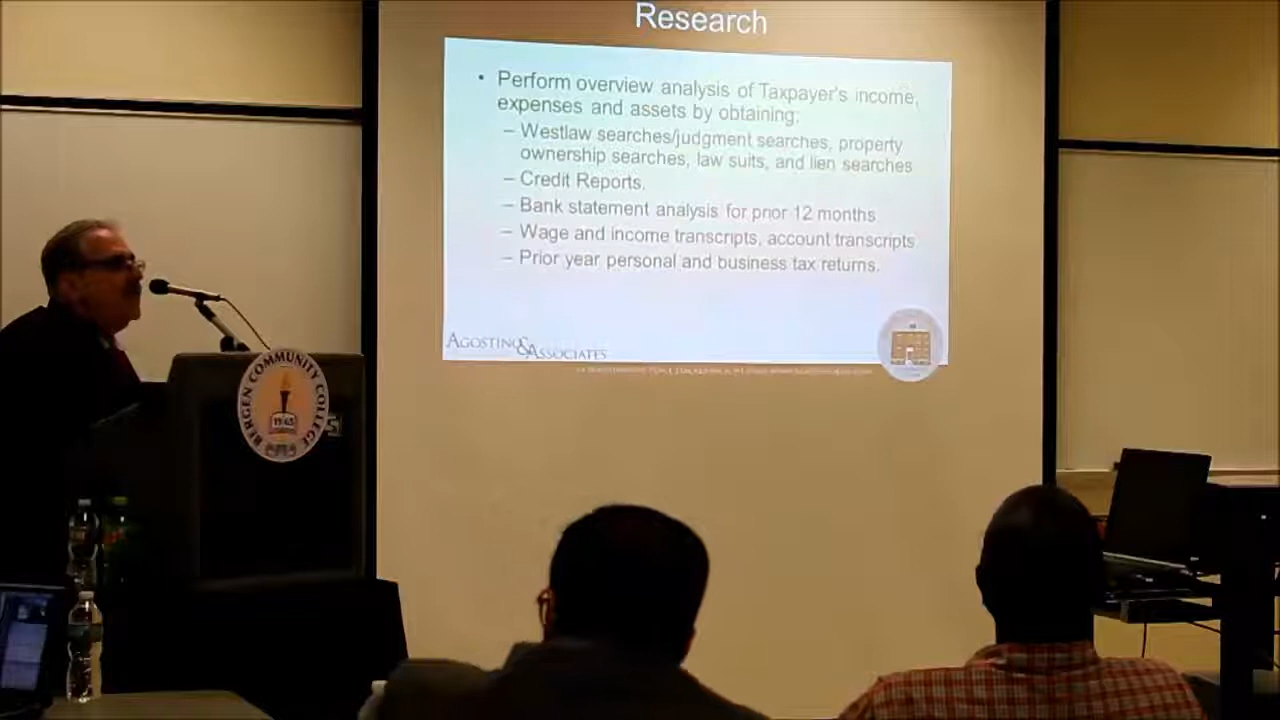 Research
• Perform overview analysis of Taxpayer's income,
expenses and assets by obtaining:
– Westlaw searches/judgment searches, property
ownership searches, law suits, and lien searches
– Credit Reports.
– Bank statement analysis for prior 12 months
– Wage and income transcripts, account transcripts
– Prior year personal and business tax returns.
AGOSTINO & ASSOCIATES
BERGEN COMMUNITY COLLEGE
1965